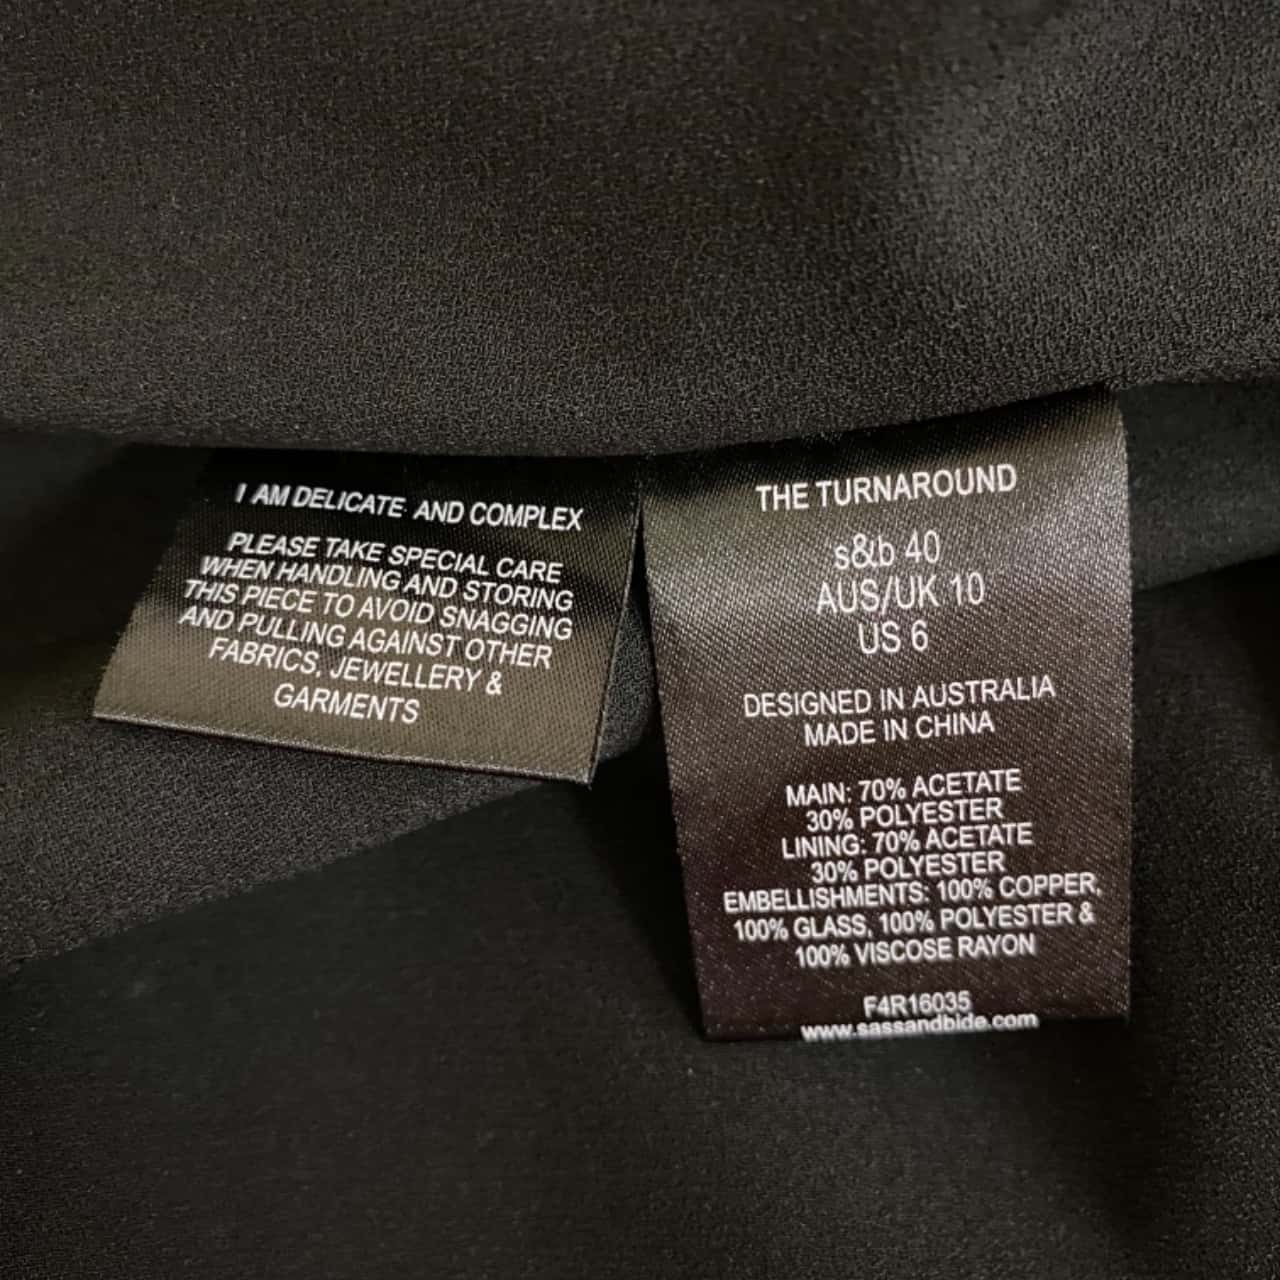 I AM DELICATE AND COMPLEX
PLEASE TAKE SPECIAL CARE
WHEN HANDLING AND STORING
THIS PIECE TO AVOID SNAGGING
AND PULLING AGAINST OTHER
FABRICS, JEWELLERY &
GARMENTS
THE TURNAROUND
s&b 40
AUS/UK 10
US 6
DESIGNED IN AUSTRALIA
MADE IN CHINA
MAIN: 70% ACETATE
30% POLYESTER
LINING: 70% ACETATE
30% POLYESTER
EMBELLISHMENTS: 100% COPPER,
100% GLASS, 100% POLYESTER &
100% VISCOSE RAYON
F4R16035
www.sassandbide.com